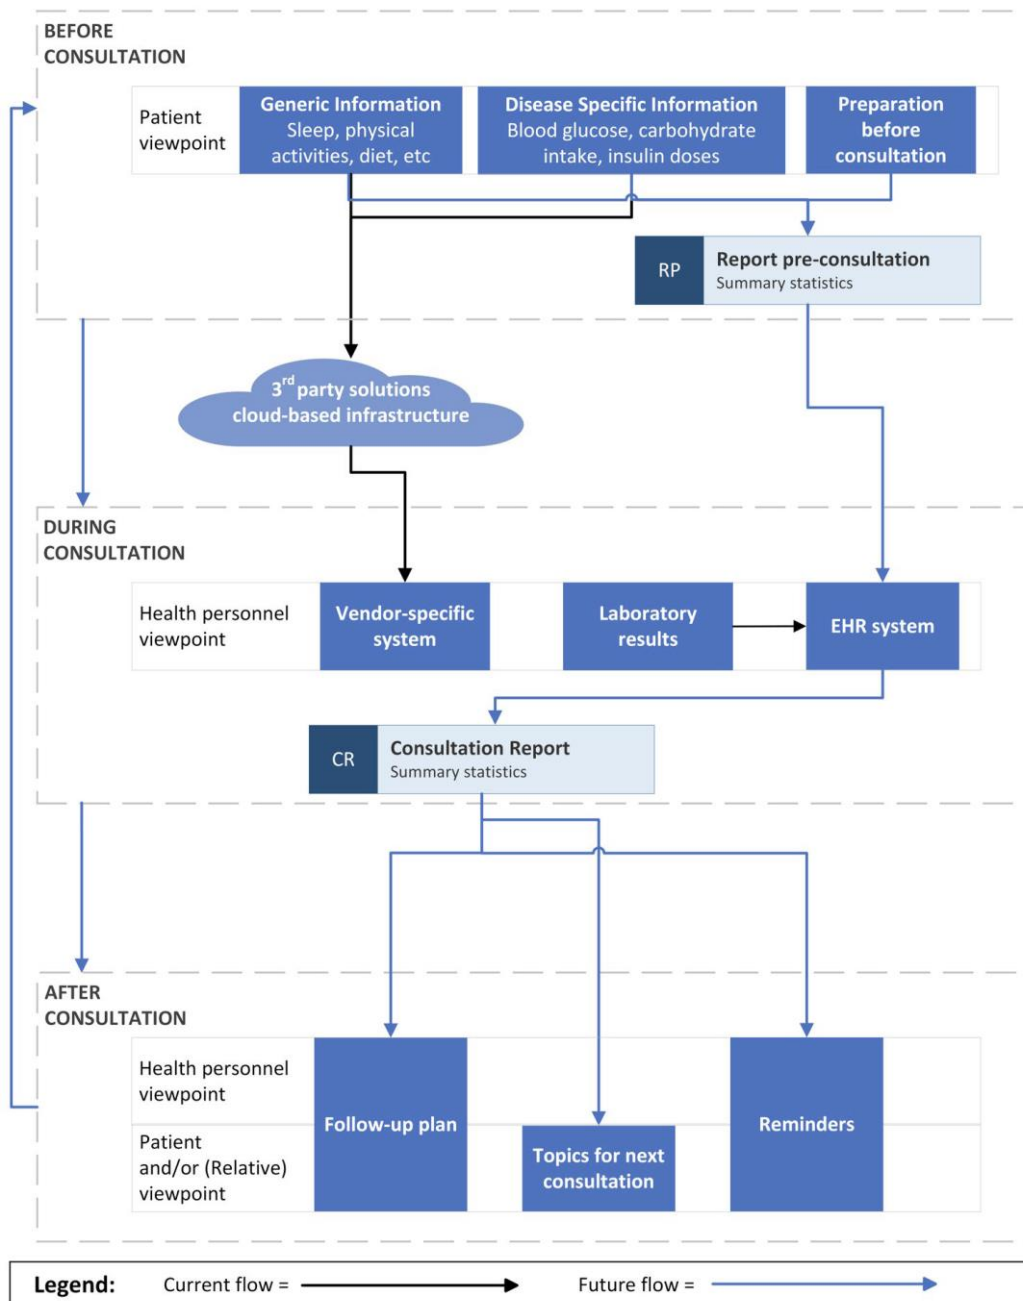 BEFORE
CONSULTATION
Patient
viewpoint
Generic Information
Sleep, physical
activities, diet, etc
Disease Specific Information
Blood glucose, carbohydrate
intake, insulin doses
Preparation
before
consultation
RP
Report pre-consultation
Summary statistics
3rd party solutions
cloud-based infrastructure
DURING
CONSULTATION
Health personnel
viewpoint
Vendor-specific
system
Laboratory
results
EHR system
CR
Consultation Report
Summary statistics
AFTER
CONSULTATION
Health personnel
viewpoint
Patient
and/or (Relative)
viewpoint
Follow-up plan
Topics for next
consultation
Reminders
Legend: Current flow = Future flow =